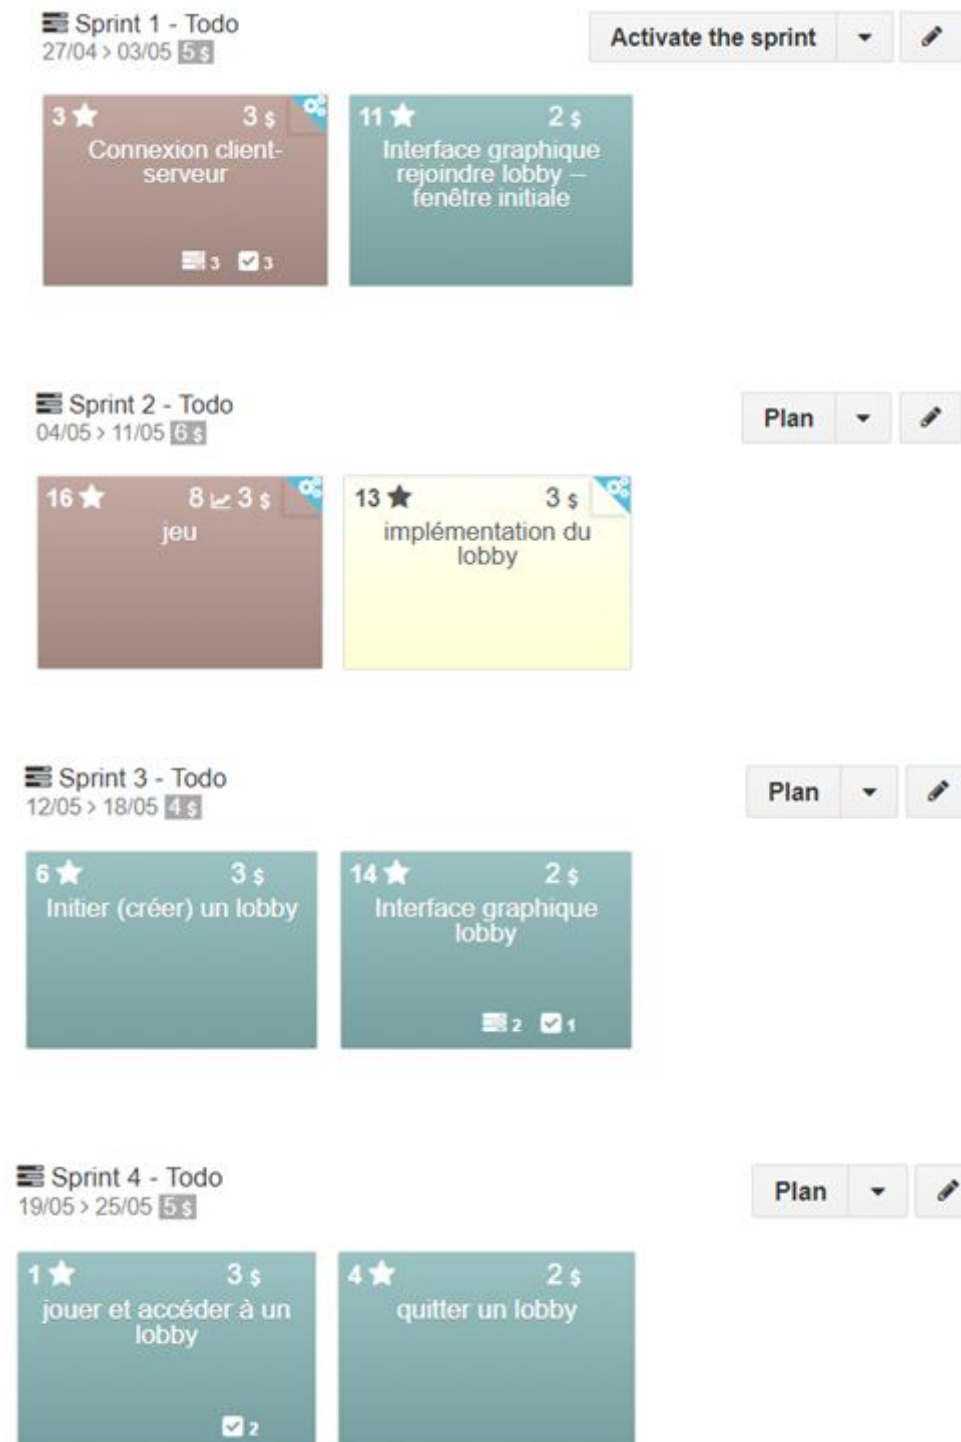 Sprint 1 - Todo
27/04 › 03/05 5 $
Activate the sprint
3 3 $
Connexion client-
serveur
3 3
11 2 $
Interface graphique
rejoindre lobby –
fenêtre initiale
Sprint 2 - Todo
04/05 › 11/05 6 $
Plan
16 8 3 $
jeu
13 3 $
implémentation du
lobby
Sprint 3 - Todo
12/05 › 18/05 4 $
Plan
6 3 $
Initier (créer) un lobby
14 2 $
Interface graphique
lobby
2 1
Sprint 4 - Todo
19/05 › 25/05 5 $
Plan
1 3 $
jouer et accéder à un
lobby
2
4 2 $
quitter un lobby